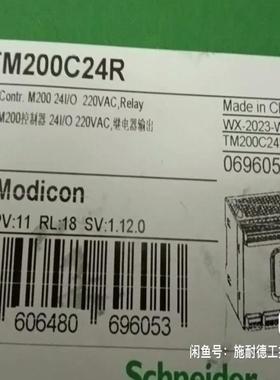 TM200C24R
Contr. M200 24I/O 220VAC,Relay
M200控制器 24I/O 220VAC,继电器输出
Made in C
WX-2023-W
TM200C24
069605
Modicon
PV:11 RL:18 SV:1.12.0
606480 696053
Schneider
闲鱼号：施耐德工